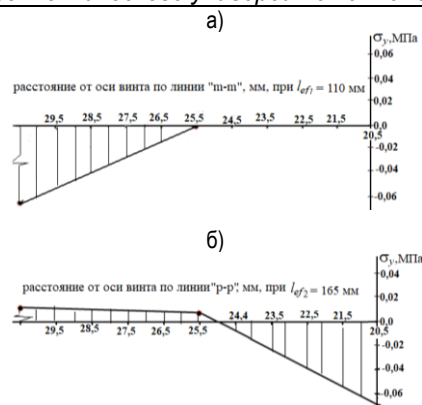 а)
σy,МПа
0,06
0,04
расстояние от оси винта по линии "m-m", мм, при lef1 = 110 мм
0,02
29,5 28,5 27,5 26,5 25,5 24,5 23,5 22,5 21,5 0,0
20,5
-0,02
-0,04
-0,06
б)
σy,МПа
0,04
расстояние от оси винта по линии"p-p", мм, при lef2 = 165 мм
0,02
0,0
29,5 28,5 27,5 26,5 25,5 24,4 23,5 22,5 21,5 20,5
-0,02
-0,04
-0,06